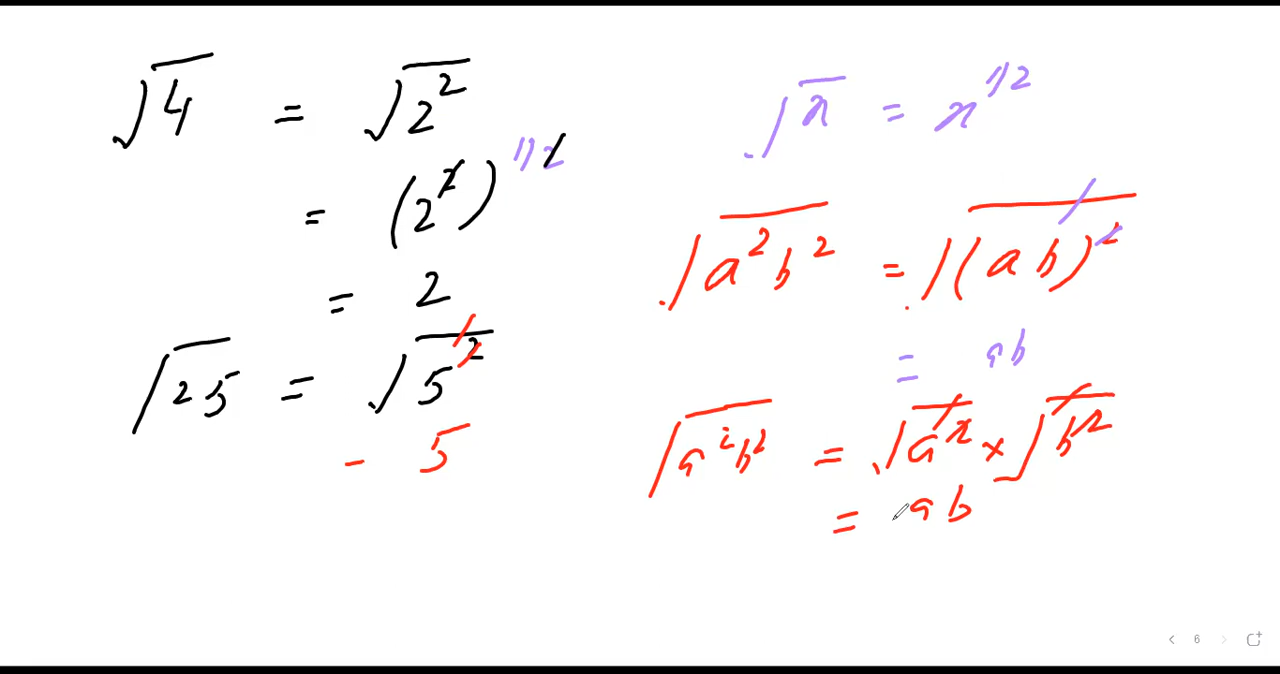 √4 = √2²
= (2²)^1/2
= 2
√25 = √5²
- 5
√x = x^1/2
√a²b² = √(ab)²
= ab
√a²b² = √a² × √b²
= ab
6